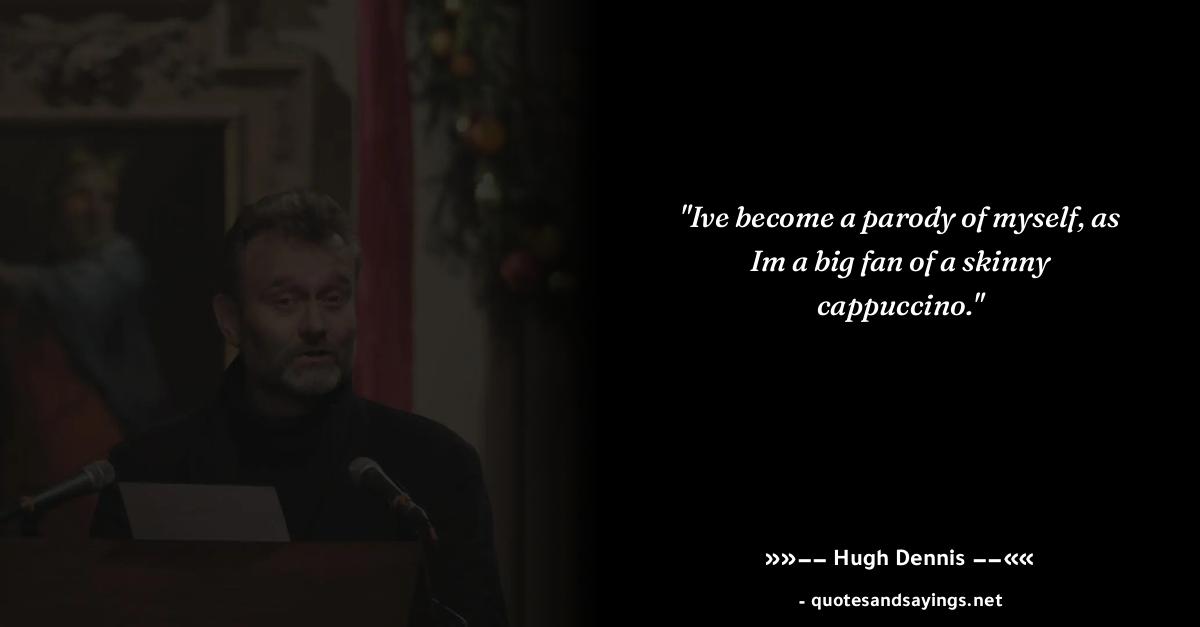 "Ive become a parody of myself, as
Im a big fan of a skinny
cappuccino."
»»−− Hugh Dennis −−««
- quotesandsayings.net